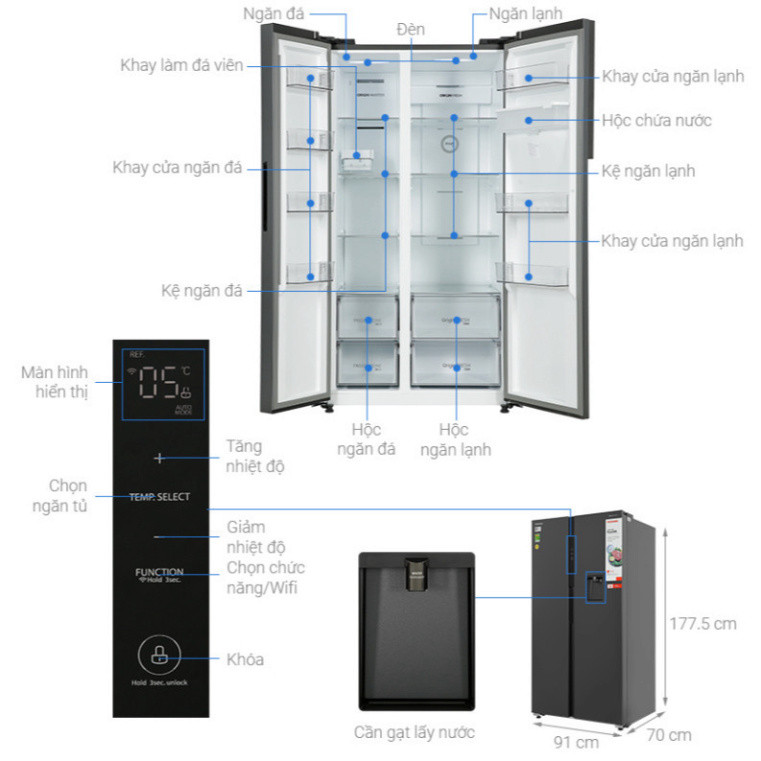 Ngăn đá
Đèn
Ngăn lạnh
Khay làm đá viên
Khay cửa ngăn lạnh
Hộc chứa nước
Khay cửa ngăn đá
Kệ ngăn lạnh
Khay cửa ngăn lạnh
Kệ ngăn đá
Hộc
ngăn đá
Hộc
ngăn lạnh
Màn hình
hiển thị
REF.
05°C
AUTO
MODE
Tăng
nhiệt độ
+
Chọn
ngăn tủ
TEMP. SELECT
-
Giảm
nhiệt độ
FUNCTION
Hold 3sec.
Chọn chức
năng/Wifi
Khóa
Hold 3sec. unlock
Cần gạt lấy nước
177.5 cm
91 cm
70 cm